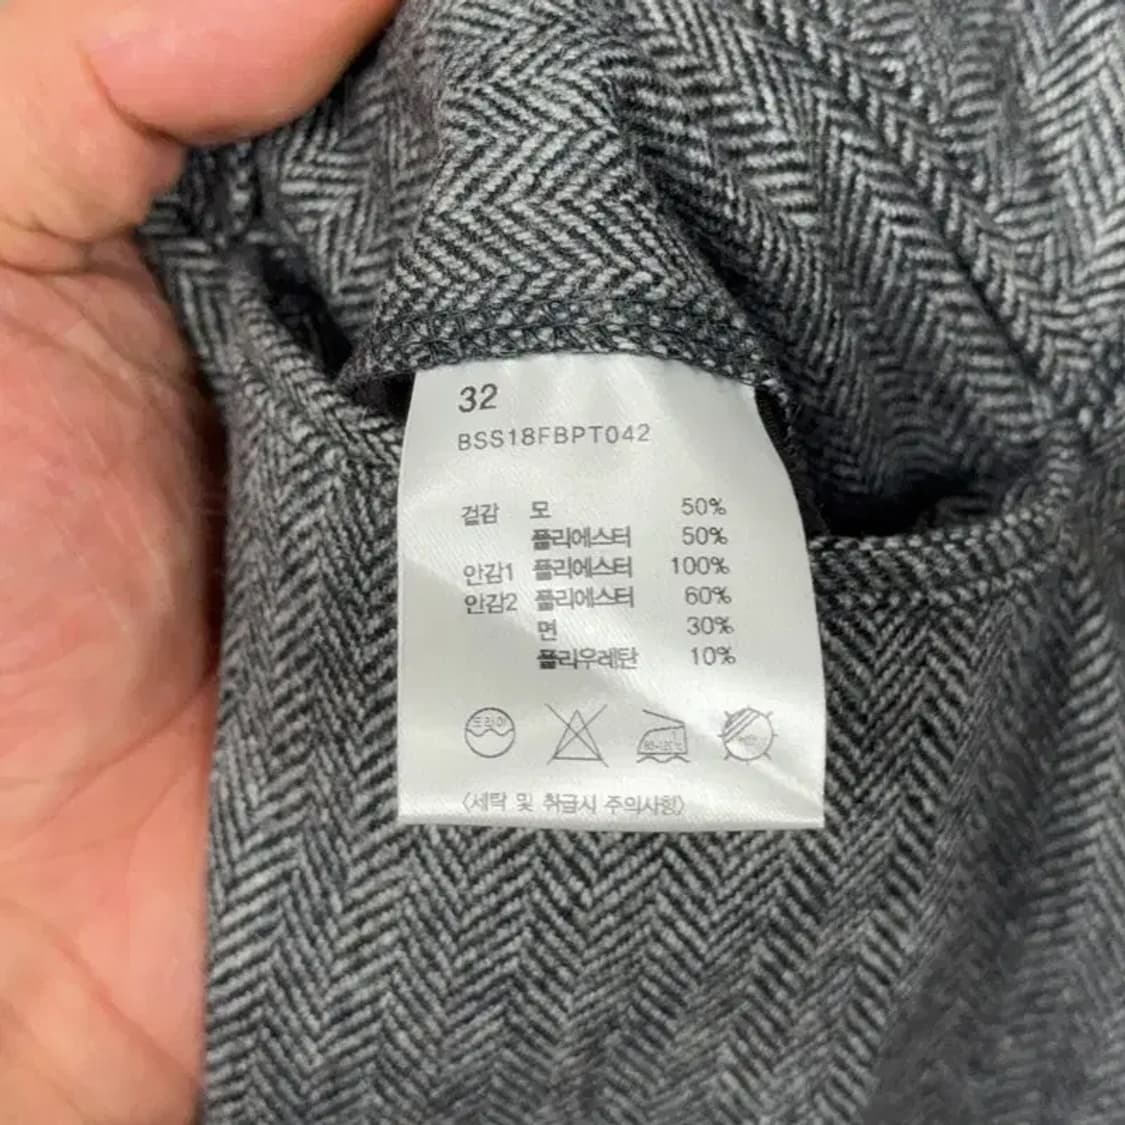 32
BSS18FBPT042
겉감 모 50%
폴리에스터 50%
안감1 폴리에스터 100%
안감2 폴리에스터 60%
면 30%
폴리우레탄 10%
드라이
80~120℃
<세탁 및 취급시 주의사항>